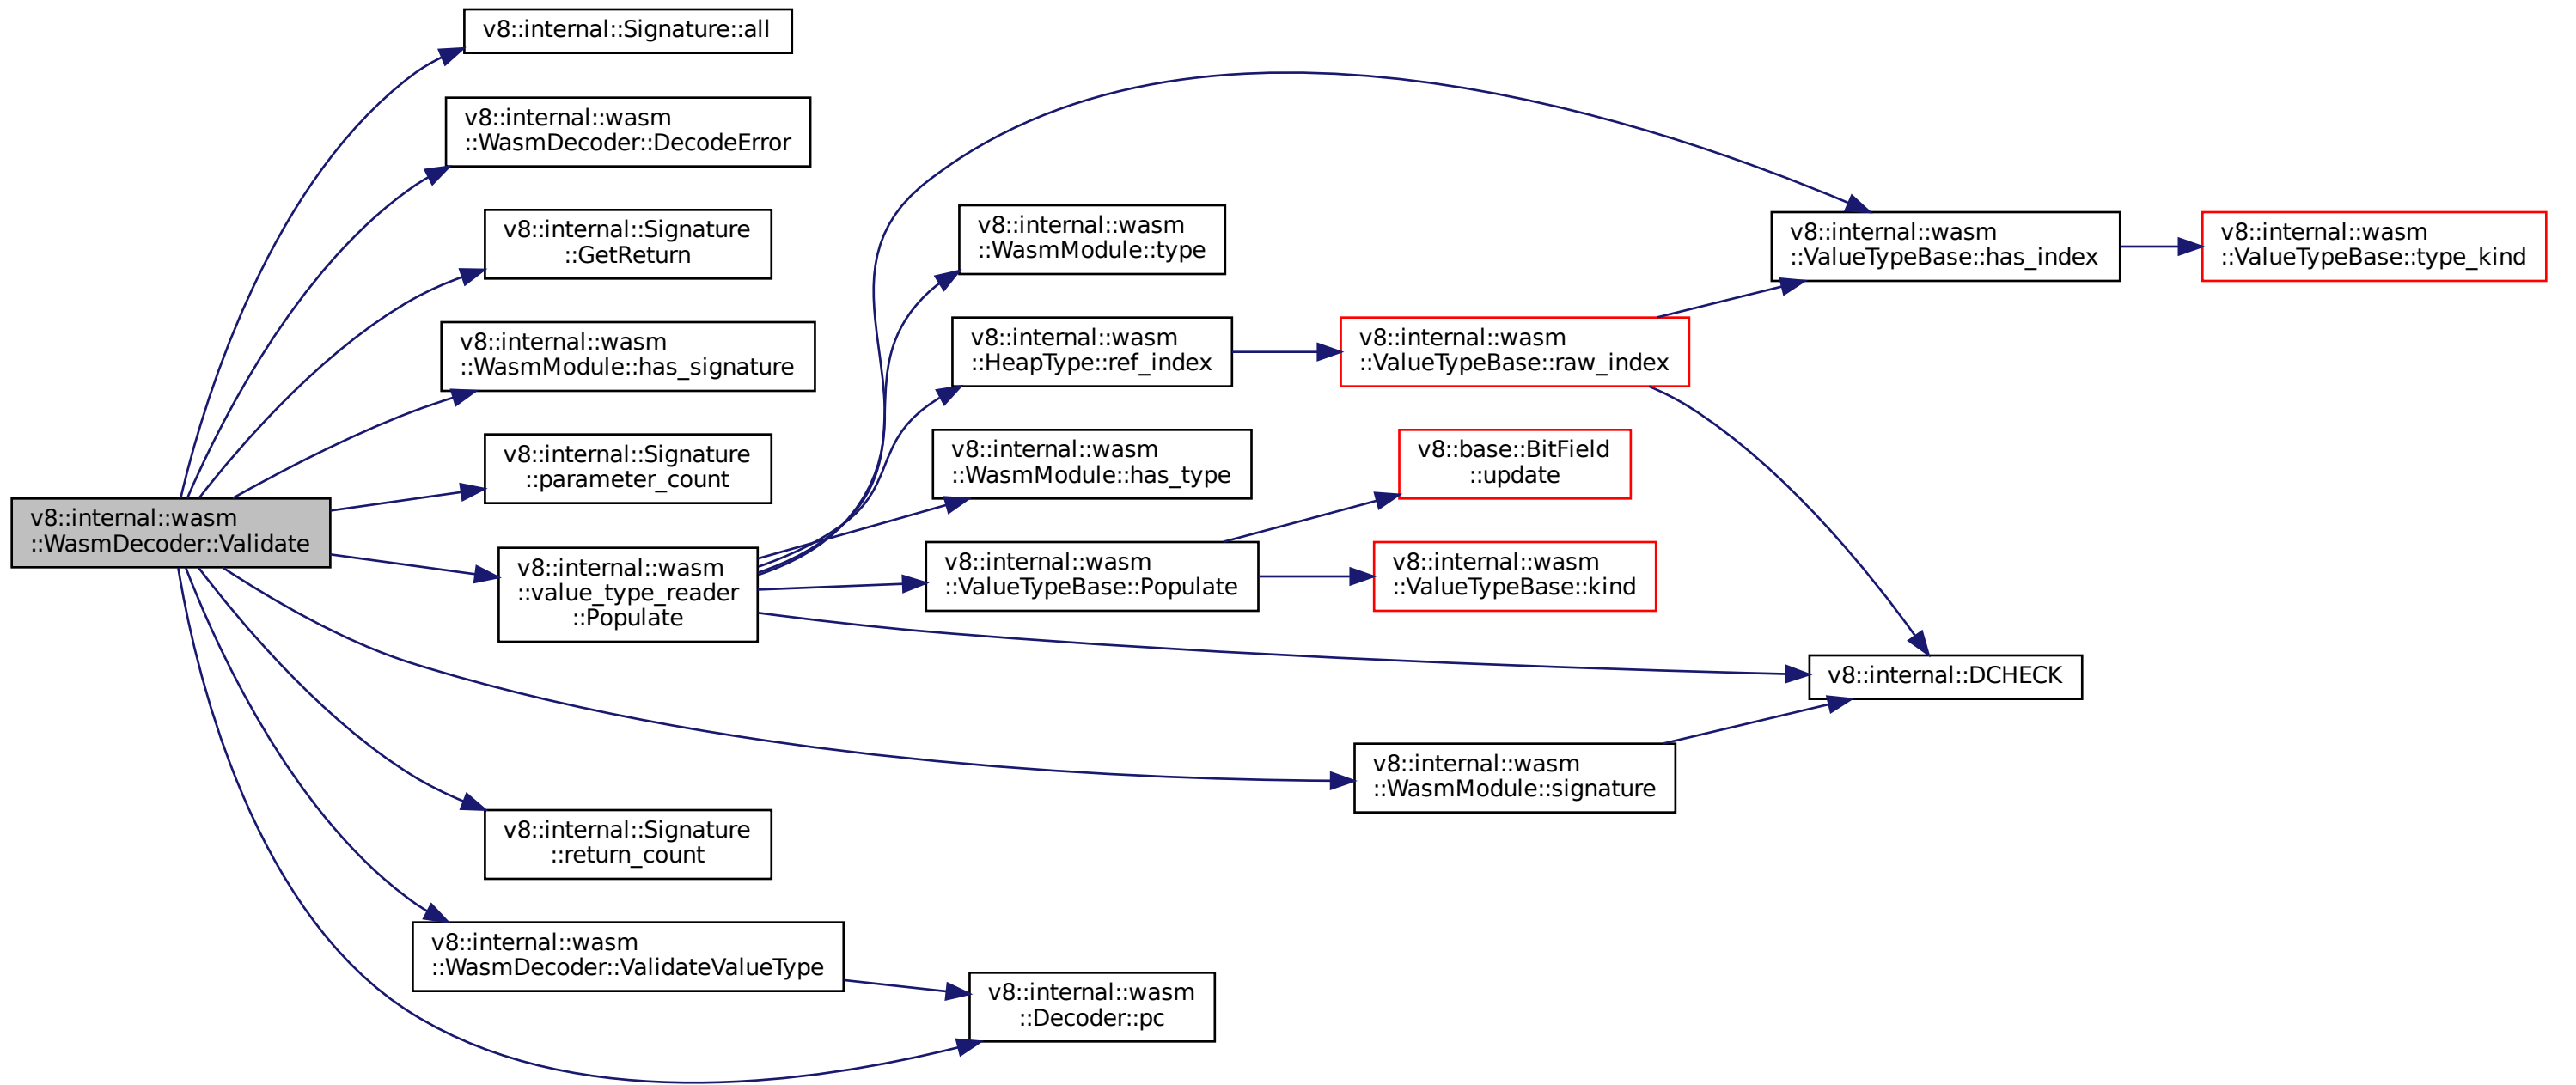 v8::internal::wasm
::WasmDecoder::Validate
v8::internal::Signature::all
v8::internal::wasm
::WasmDecoder::DecodeError
v8::internal::Signature
::GetReturn
v8::internal::wasm
::WasmModule::has_signature
v8::internal::Signature
::parameter_count
v8::internal::wasm
::value_type_reader
::Populate
v8::internal::Signature
::return_count
v8::internal::wasm
::WasmDecoder::ValidateValueType
v8::internal::wasm
::WasmModule::type
v8::internal::wasm
::HeapType::ref_index
v8::internal::wasm
::WasmModule::has_type
v8::internal::wasm
::ValueTypeBase::Populate
v8::internal::wasm
::Decoder::pc
v8::internal::wasm
::ValueTypeBase::raw_index
v8::base::BitField
::update
v8::internal::wasm
::ValueTypeBase::kind
v8::internal::wasm
::WasmModule::signature
v8::internal::wasm
::ValueTypeBase::has_index
v8::internal::DCHECK
v8::internal::wasm
::ValueTypeBase::type_kind